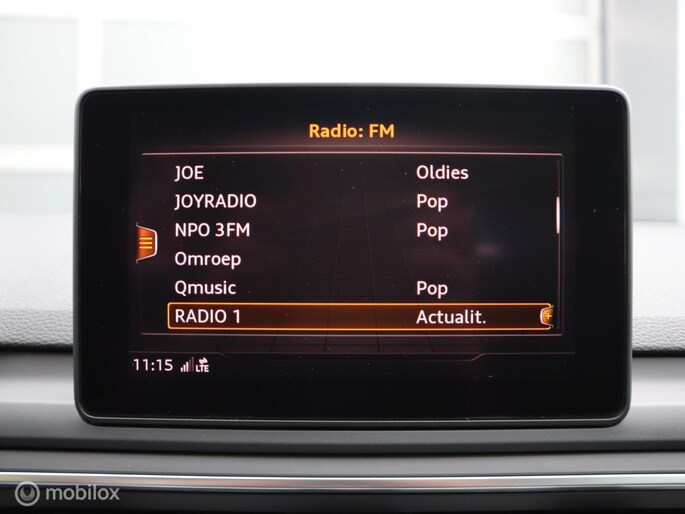 Radio: FM
JOE Oldies
JOYRADIO Pop
NPO 3FM Pop
Omroep
Qmusic Pop
RADIO 1 Actualit.
11:15 LTE
mobilox